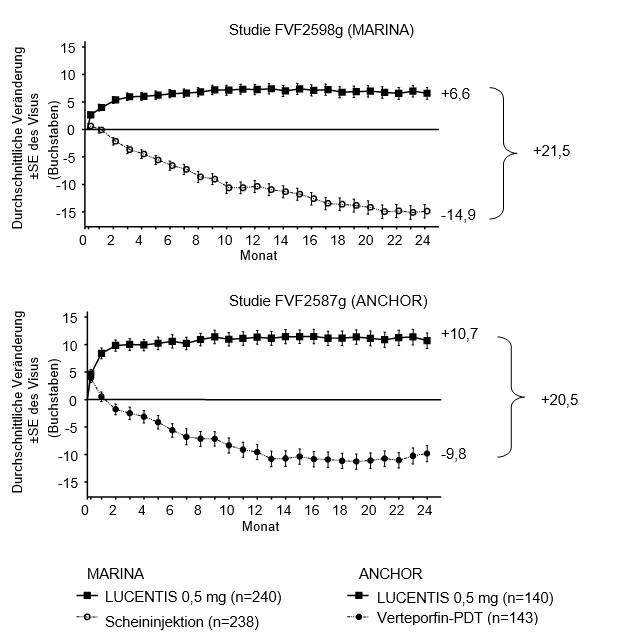 Studie FVF2598g (MARINA)
Durchschnittliche Veränderung
±SE des Visus
(Buchstaben)
15
10
5
0
-5
-10
-15
+6,6
-14,9
+21,5
0 2 4 6 8 10 12 14 16 18 20 22 24
Monat
Studie FVF2587g (ANCHOR)
Durchschnittliche Veränderung
±SE des Visus
(Buchstaben)
15
10
5
0
-5
-10
-15
+10,7
-9,8
+20,5
0 2 4 6 8 10 12 14 16 18 20 22 24
Monat
MARINA
LUCENTIS 0,5 mg (n=240)
Scheininjektion (n=238)
ANCHOR
LUCENTIS 0,5 mg (n=140)
Verteporfin-PDT (n=143)